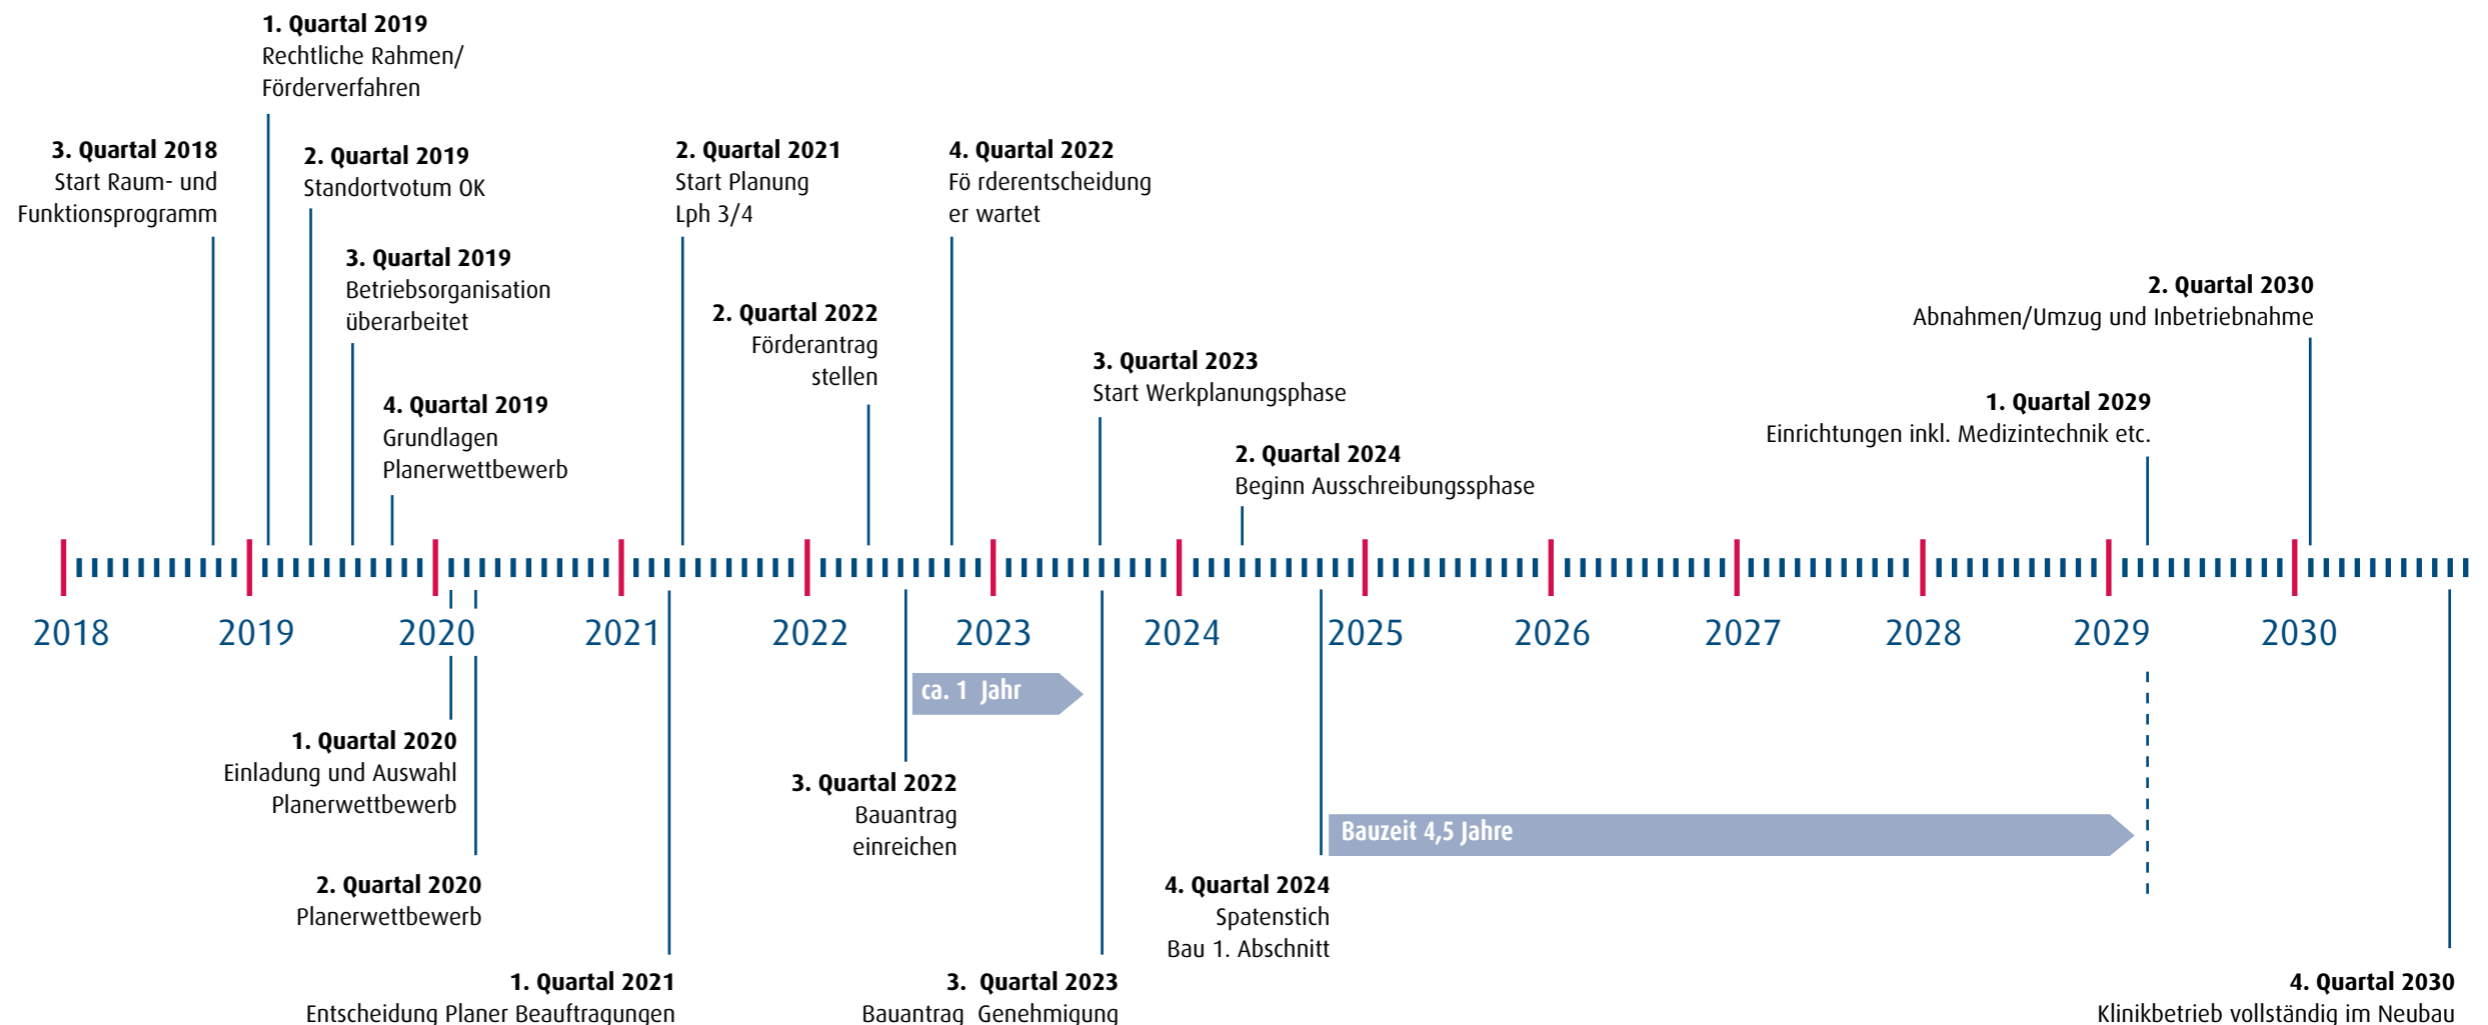 1. Quartal 2019
Rechtliche Rahmen/
Förderverfahren
3. Quartal 2018
Start Raum- und
Funktionsprogramm
2. Quartal 2019
Standortvotum OK
3. Quartal 2019
Betriebsorganisation
überarbeitet
4. Quartal 2019
Grundlagen
Planerwettbewerb
2. Quartal 2021
Start Planung
Lph 3/4
2. Quartal 2022
Förderantrag
stellen
4. Quartal 2022
Fö rderentscheidung
er wartet
3. Quartal 2023
Start Werkplanungsphase
2. Quartal 2024
Beginn Ausschreibungssphase
1. Quartal 2029
Einrichtungen inkl. Medizintechnik etc.
2. Quartal 2030
Abnahmen/Umzug und Inbetriebnahme
2018 2019 2020 2021 2022 2023 2024 2025 2026 2027 2028 2029 2030
ca. 1 Jahr
1. Quartal 2020
Einladung und Auswahl
Planerwettbewerb
2. Quartal 2020
Planerwettbewerb
1. Quartal 2021
Entscheidung Planer Beauftragungen
3. Quartal 2022
Bauantrag
einreichen
3. Quartal 2023
Bauantrag Genehmigung
Bauzeit 4,5 Jahre
4. Quartal 2024
Spatenstich
Bau 1. Abschnitt
4. Quartal 2030
Klinikbetrieb vollständig im Neubau